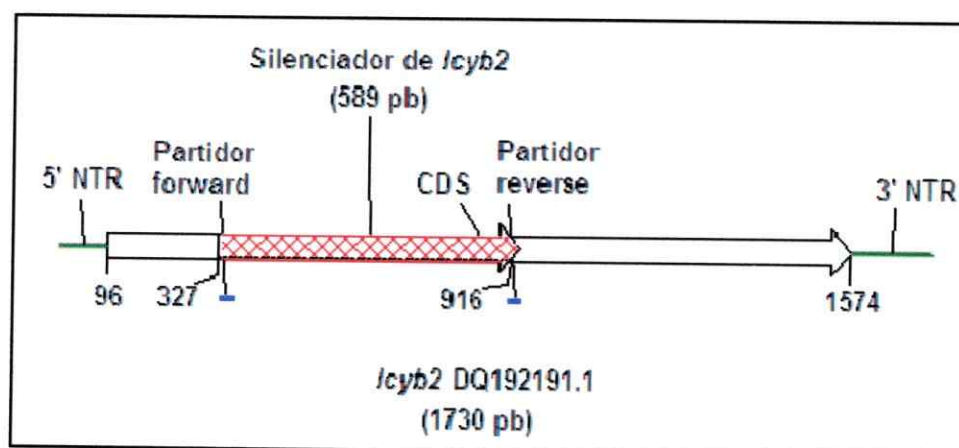 Silenciador de lcyb2
(589 pb)
Partidor
forward
Partidor
reverse
5' NTR
CDS
3' NTR
96
327
916
1574
lcyb2 DQ192191.1
(1730 pb)